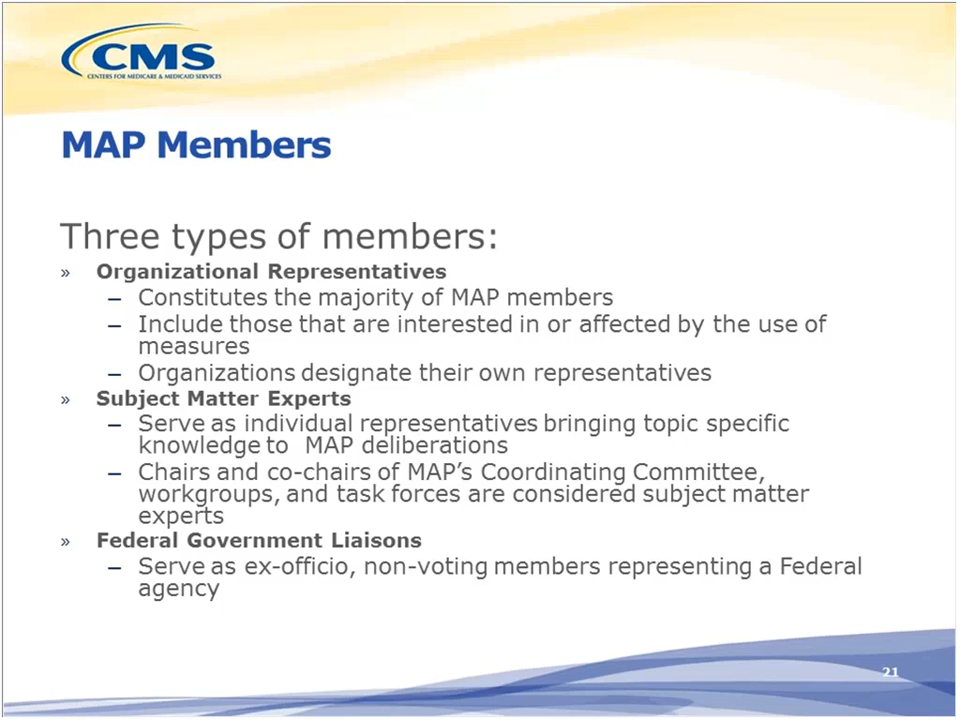 CMS
CENTERS FOR MEDICARE & MEDICAID SERVICES
MAP Members
Three types of members:
» Organizational Representatives
– Constitutes the majority of MAP members
– Include those that are interested in or affected by the use of
measures
– Organizations designate their own representatives
» Subject Matter Experts
– Serve as individual representatives bringing topic specific
knowledge to  MAP deliberations
– Chairs and co-chairs of MAP’s Coordinating Committee,
workgroups, and task forces are considered subject matter
experts
» Federal Government Liaisons
– Serve as ex-officio, non-voting members representing a Federal
agency
21